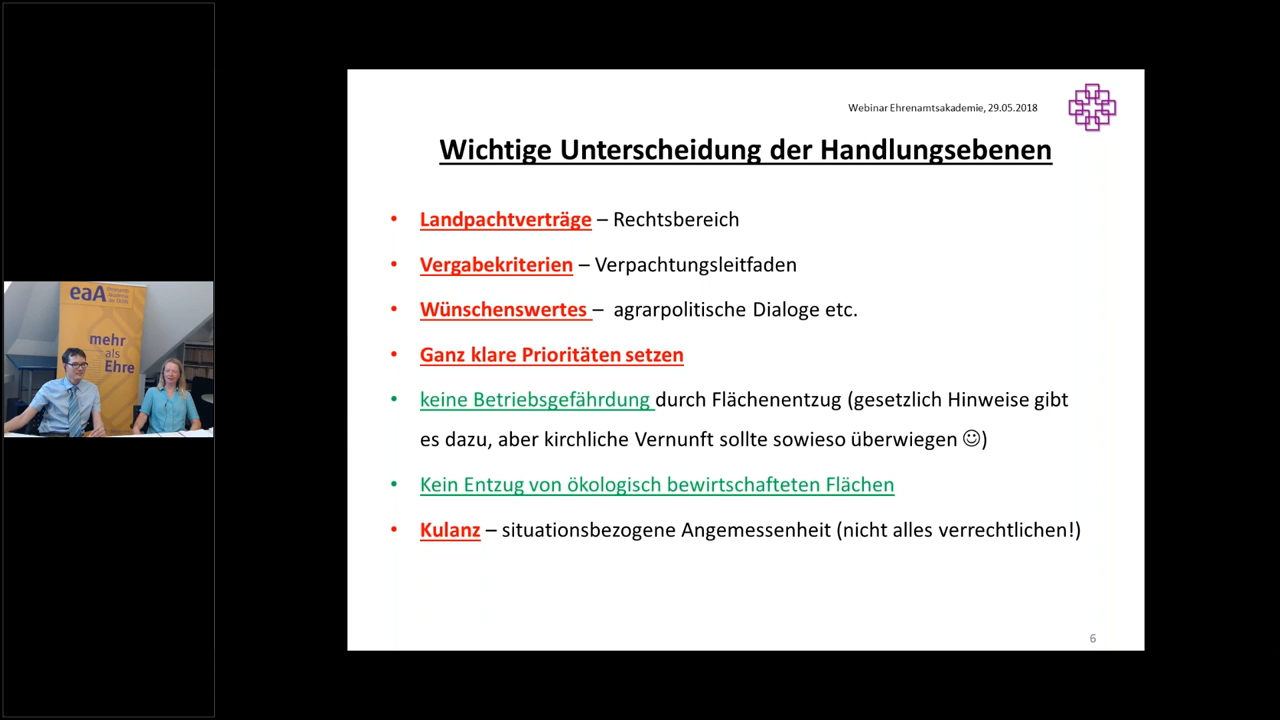 Webinar Ehrenamtsakademie, 29.05.2018
Wichtige Unterscheidung der Handlungsebenen
• Landpachtverträge – Rechtsbereich
• Vergabekriterien – Verpachtungsleitfaden
• Wünschenswertes – agrarpolitische Dialoge etc.
• Ganz klare Prioritäten setzen
• keine Betriebsgefährdung durch Flächenentzug (gesetzlich Hinweise gibt
es dazu, aber kirchliche Vernunft sollte sowieso überwiegen ☺)
• Kein Entzug von ökologisch bewirtschafteten Flächen
• Kulanz – situationsbezogene Angemessenheit (nicht alles verrechtlichen!)
6
eaA
mehr
als
Ehre